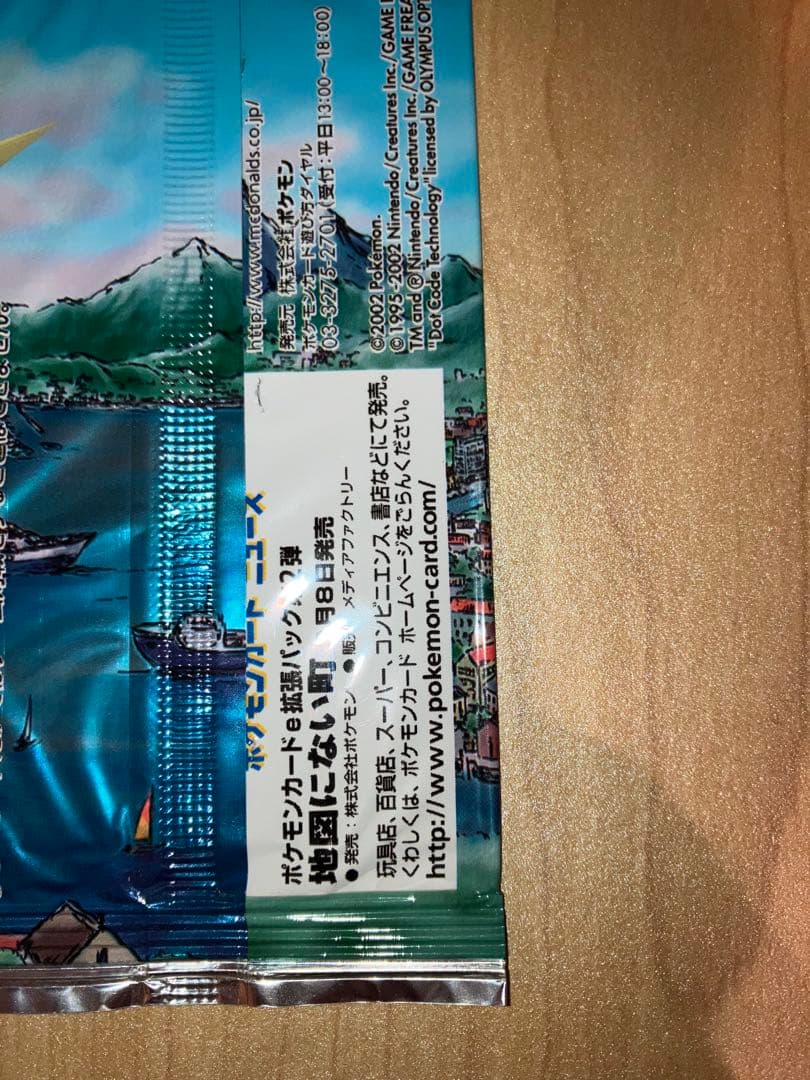 http://www.mcdonalds.co.jp/
発売元 株式会社ポケモン
ポケモンカード遊び方ダイヤル
03-3275-2701(受付:平日13:00〜18:00)
©2002 Pokémon.
©1995-2002 Nintendo/Creatures Inc./GAME
TM and ® Nintendo/Creatures Inc./GAME FREA
"Dot Code Technology" licensed by OLYMPUS OPT
ポケモンカード ニュース
ポケモンカードe拡張パック 2弾
地図にない町 月8日発売
●発売:株式会社ポケモン ●販 メディアファクトリー
玩具店、百貨店、スーパー、コンビニエンス、書店などにて発売。
くわしくは、ポケモンカード ホームページをごらんください。
http://www.pokemon-card.com/